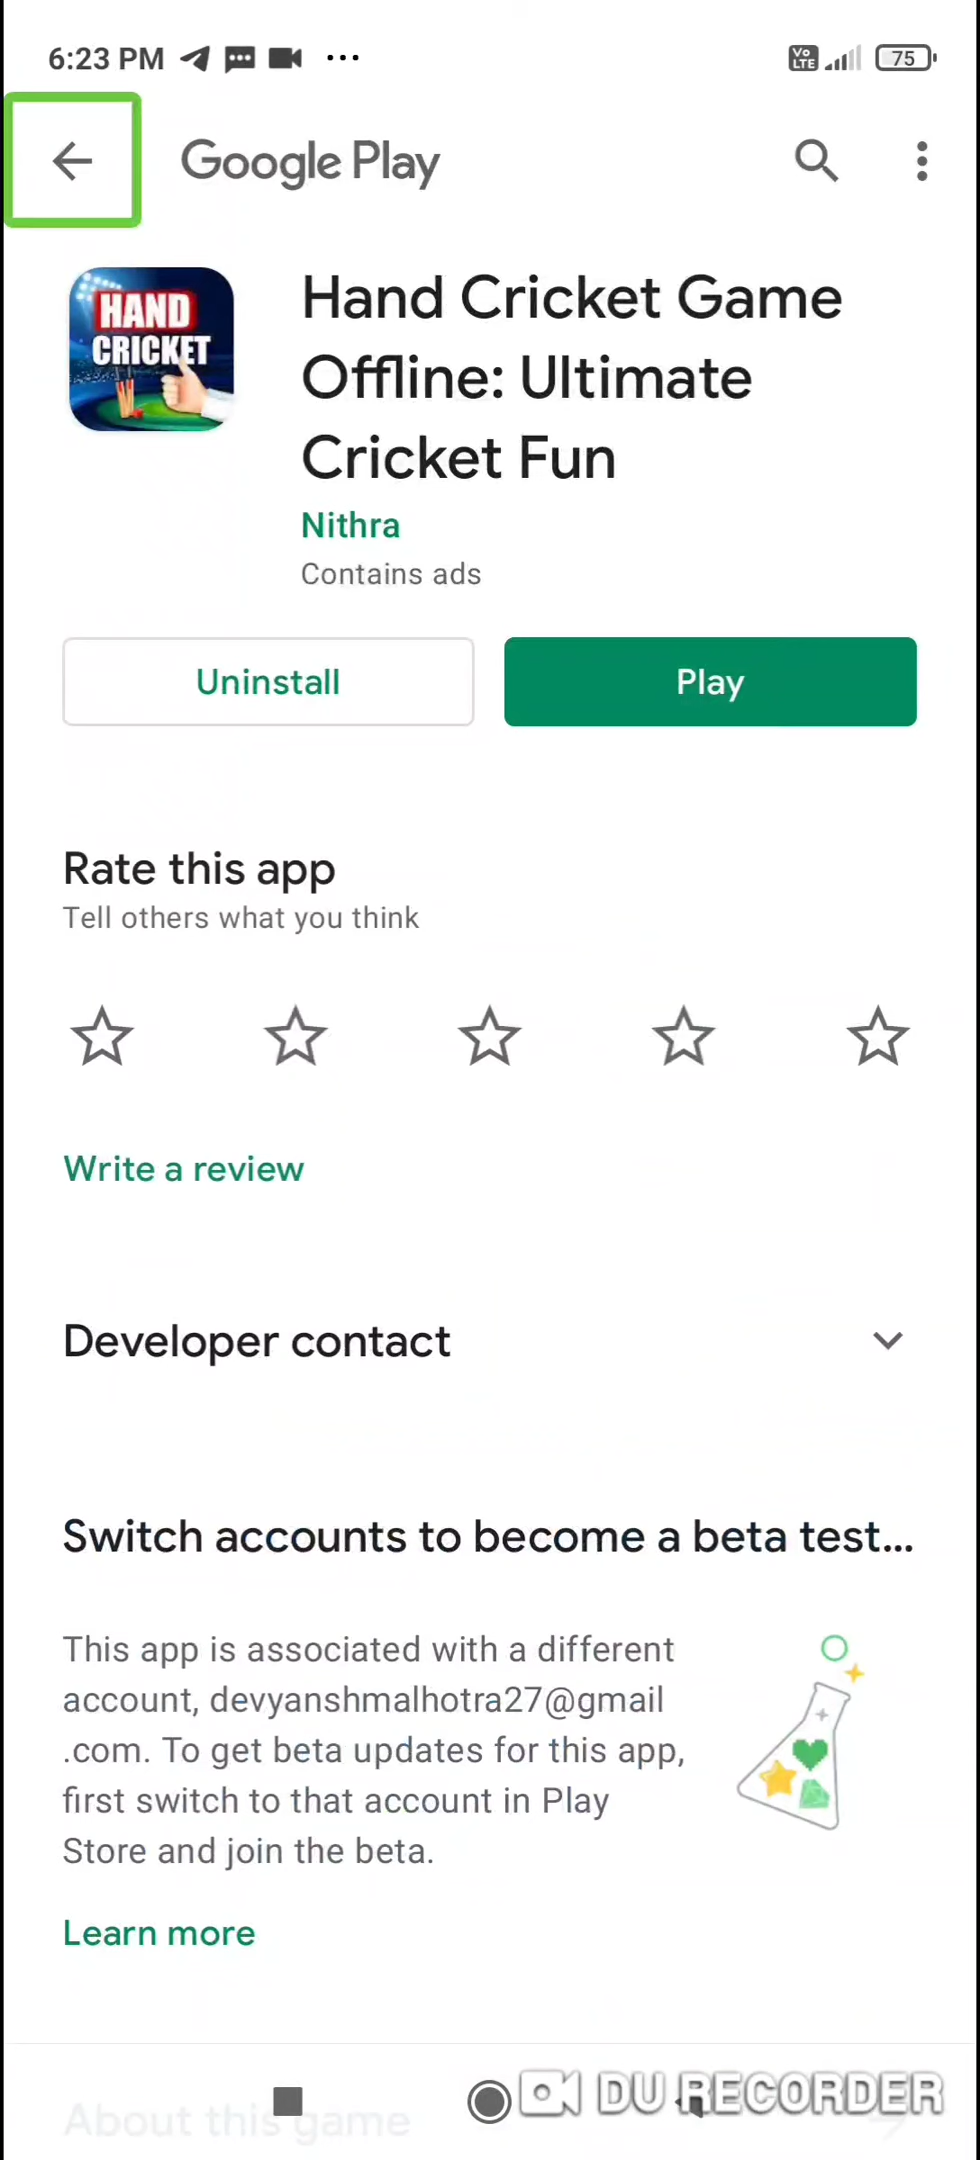 6:23 PM ...
Vo LTE 75
Google Play
HAND
CRICKET
Hand Cricket Game
Offline: Ultimate
Cricket Fun
Nithra
Contains ads
Uninstall
Play
Rate this app
Tell others what you think
Write a review
Developer contact
Switch accounts to become a beta test...
This app is associated with a different
account, devyanshmalhotra27@gmail
.com. To get beta updates for this app,
first switch to that account in Play
Store and join the beta.
Learn more
About this game
DU RECORDER